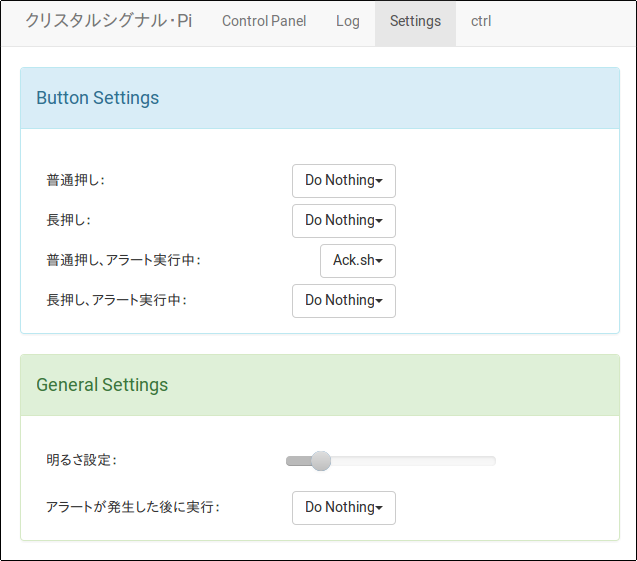 クリスタルシグナル・Pi Control Panel Log Settings ctrl
Button Settings
普通押し: Do Nothing
長押し: Do Nothing
普通押し、アラート実行中: Ack.sh
長押し、アラート実行中: Do Nothing
General Settings
明るさ設定:
アラートが発生した後に実行: Do Nothing